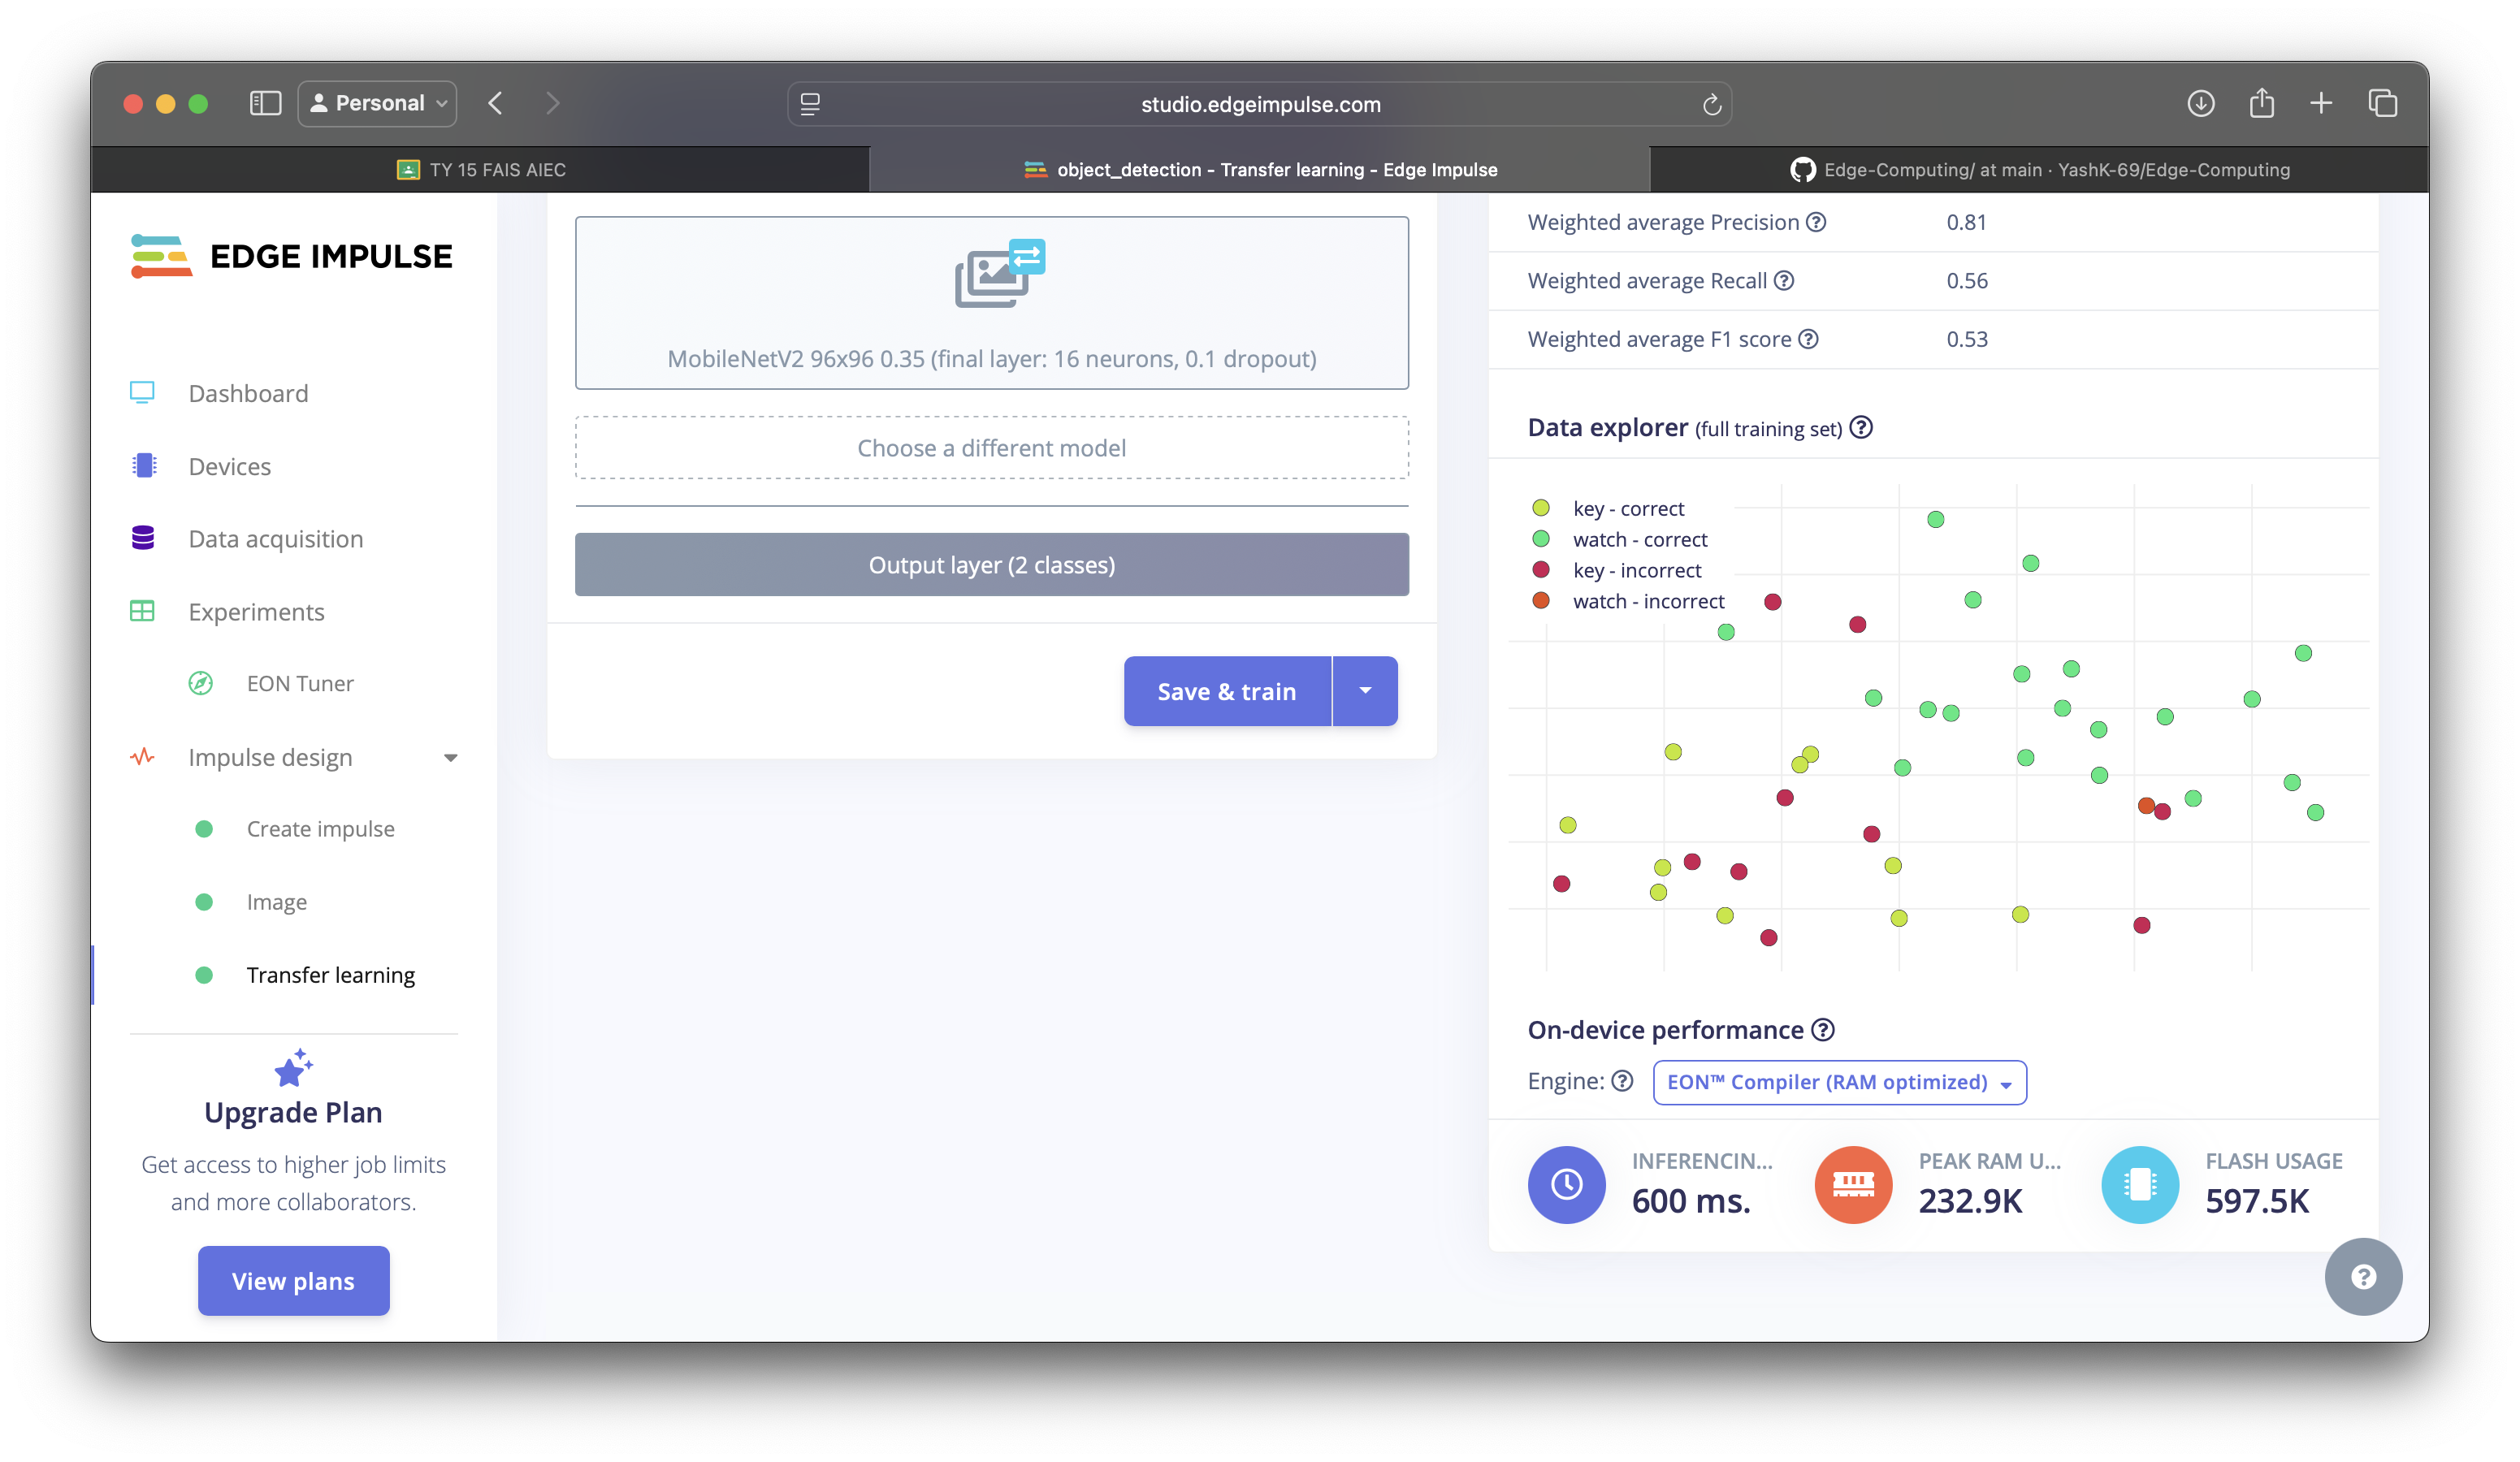 Personal
studio.edgeimpulse.com
TY 15 FAIS AIEC
object_detection - Transfer learning - Edge Impulse
Edge-Computing/ at main · YashK-69/Edge-Computing
EDGE IMPULSE
Dashboard
Devices
Data acquisition
Experiments
EON Tuner
Impulse design
Create impulse
Image
Transfer learning
Upgrade Plan
Get access to higher job limits
and more collaborators.
View plans
MobileNetV2 96x96 0.35 (final layer: 16 neurons, 0.1 dropout)
Choose a different model
Output layer (2 classes)
Save & train
Weighted average Precision ? 0.81
Weighted average Recall ? 0.56
Weighted average F1 score ? 0.53
Data explorer (full training set) ?
key - correct
watch - correct
key - incorrect
watch - incorrect
On-device performance ?
Engine: ? EON™ Compiler (RAM optimized)
INFERENCIN...
600 ms.
PEAK RAM U...
232.9K
FLASH USAGE
597.5K
?